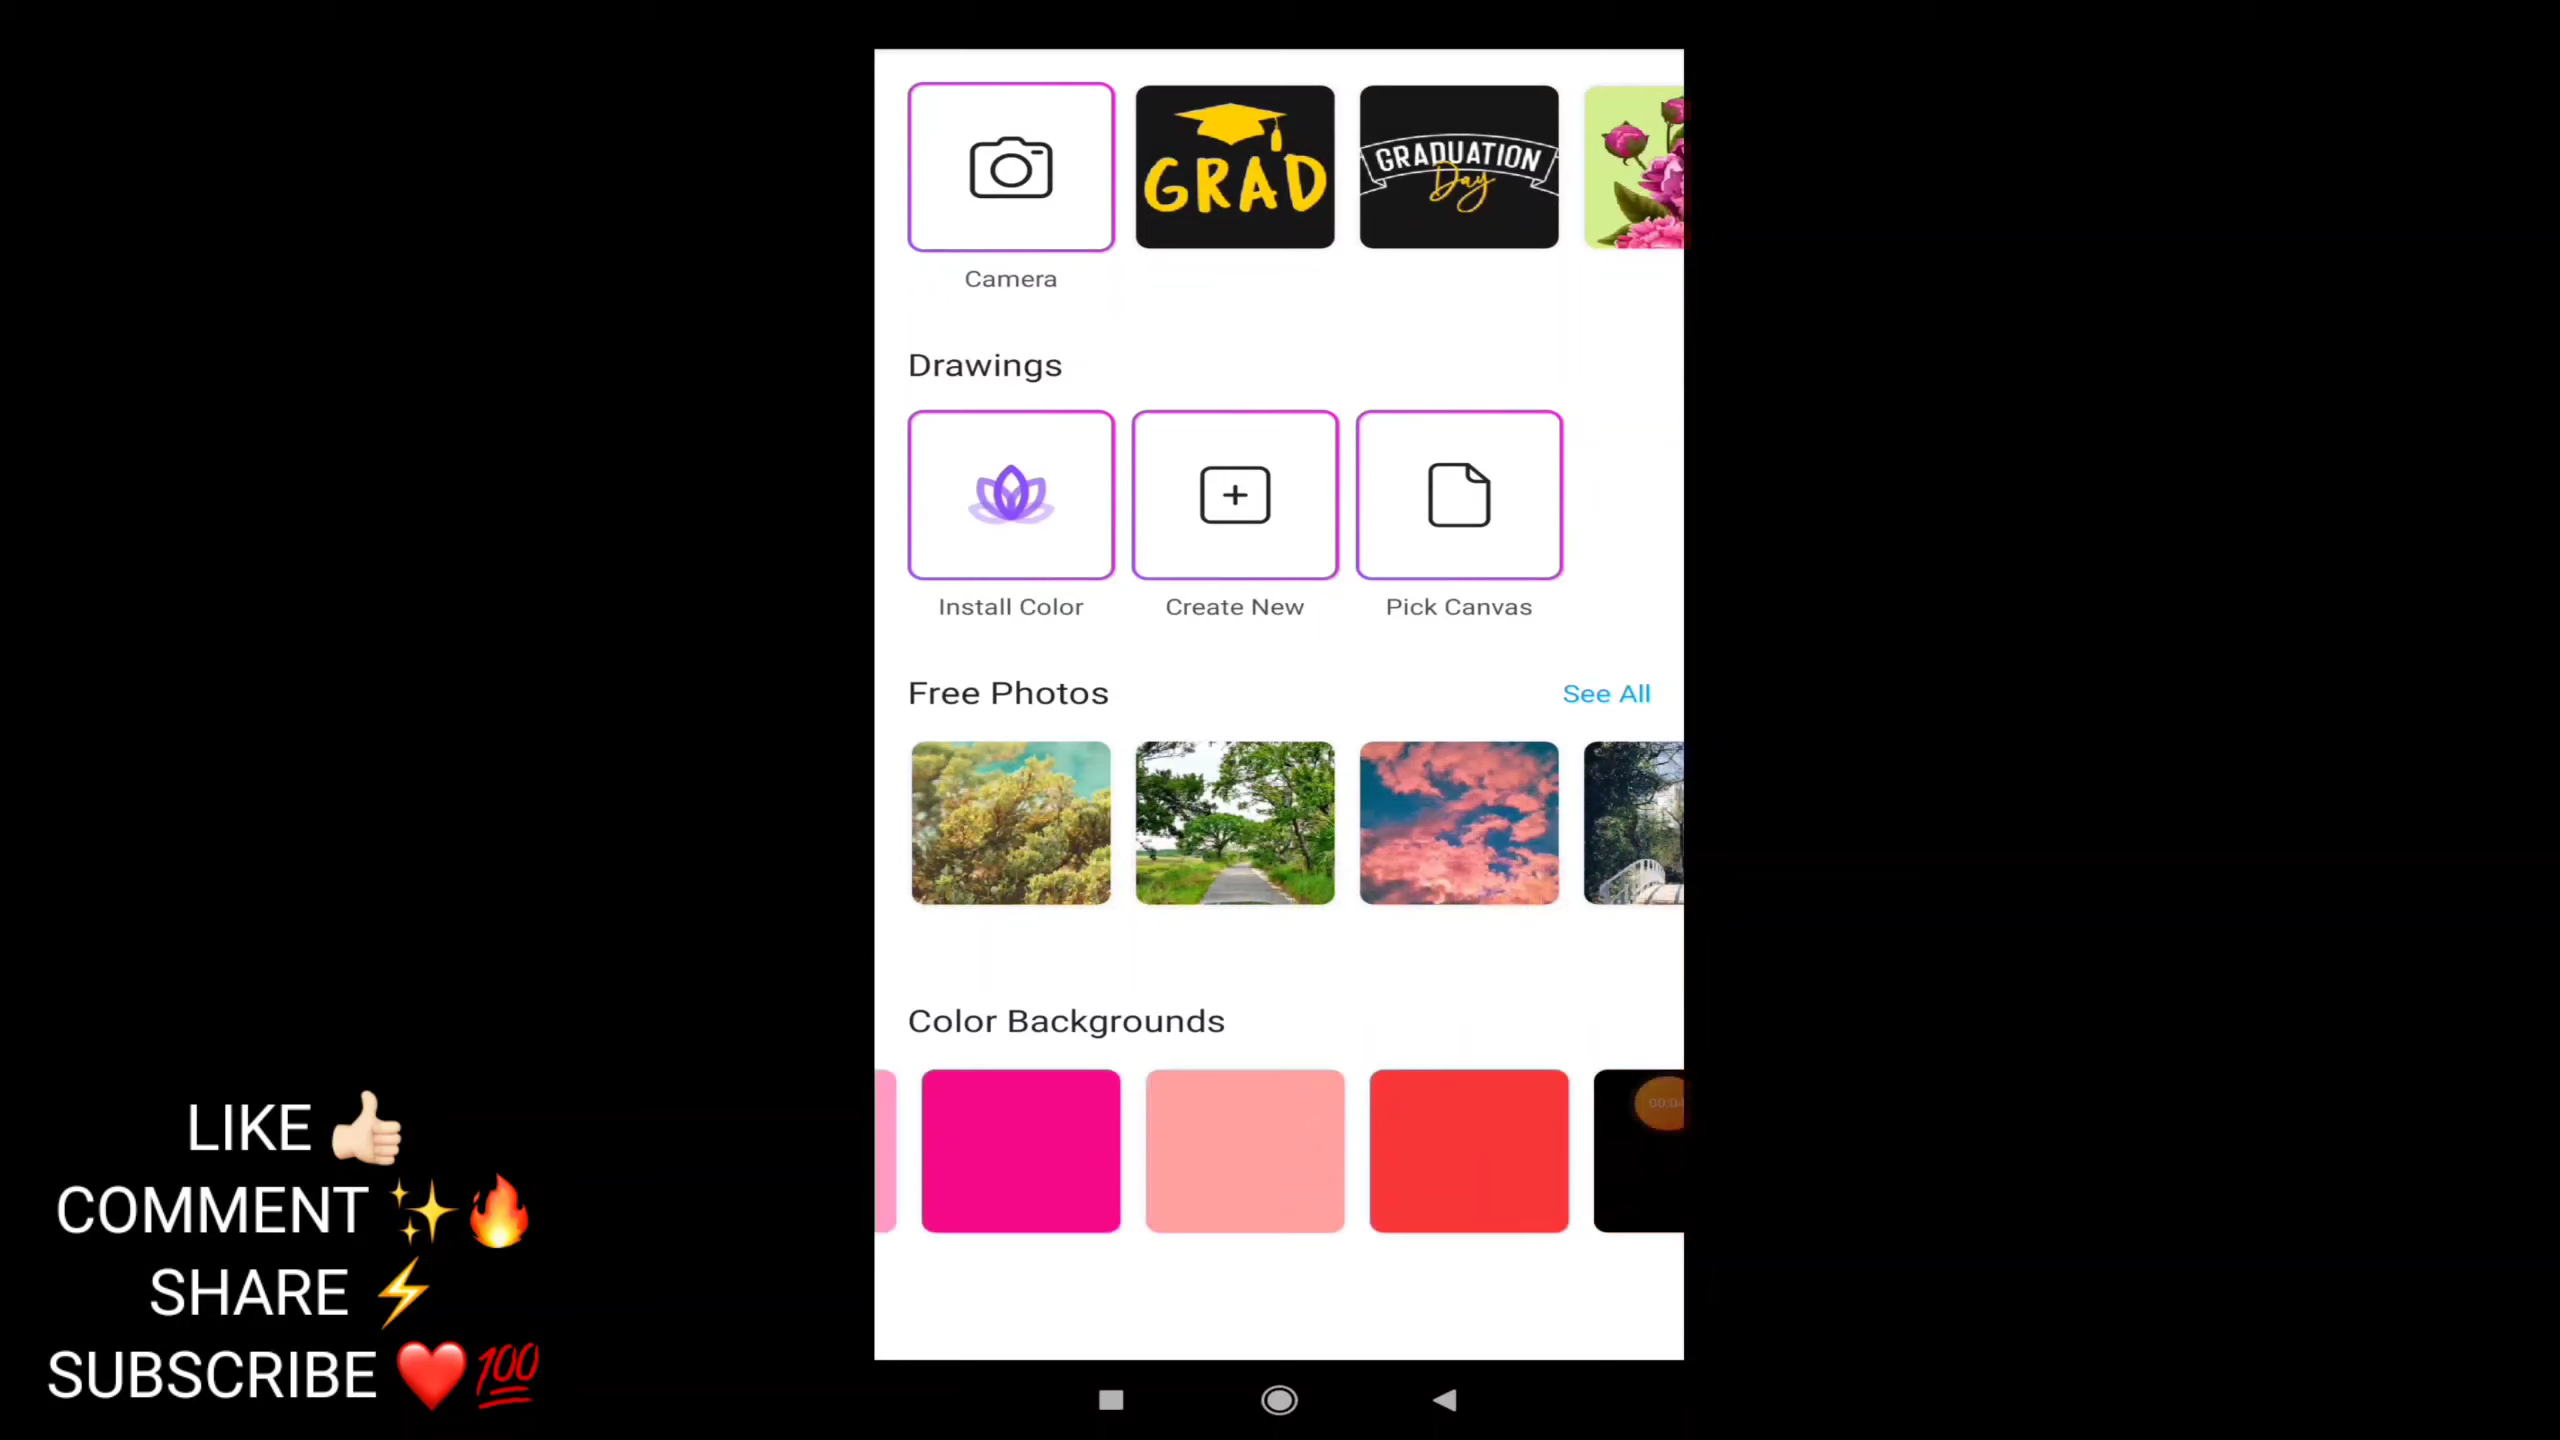 GRAD
GRADUATION
Day
Camera
Drawings
Install Color
Create New
Pick Canvas
Free Photos
See All
Color Backgrounds
LIKE 👍🏻
COMMENT ✨🔥
SHARE ⚡
SUBSCRIBE ❤️💯